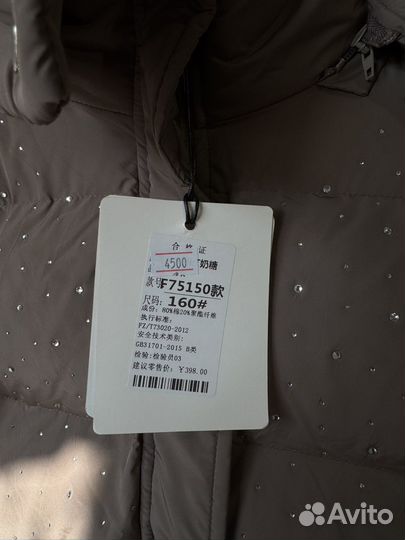 合 格 证
4500
奶糖
款号:F75150款
尺码:160#
成份: 80%棉20%聚酯纤维
执行标准:
FZ/T73020-2012
安全技术类别:
GB31701-2015 B类
检验:检验员03
建议零售价: ¥398.00
Avito